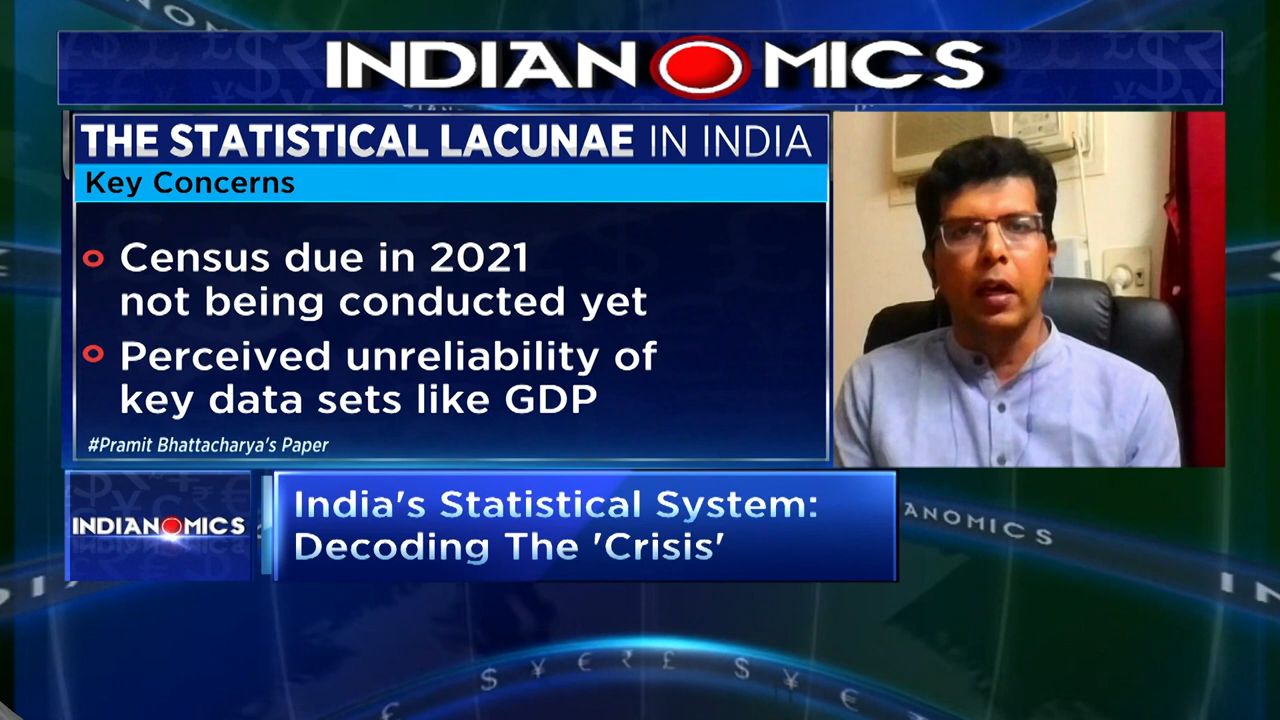 INDIANOMICS
THE STATISTICAL LACUNAE IN INDIA
Key Concerns
Census due in 2021
not being conducted yet
Perceived unreliability of
key data sets like GDP
#Pramit Bhattacharya's Paper
INDIANOMICS
India's Statistical System:
Decoding The 'Crisis'
ANOMICS
$ ¥ € ₹ £ $ ¥ €